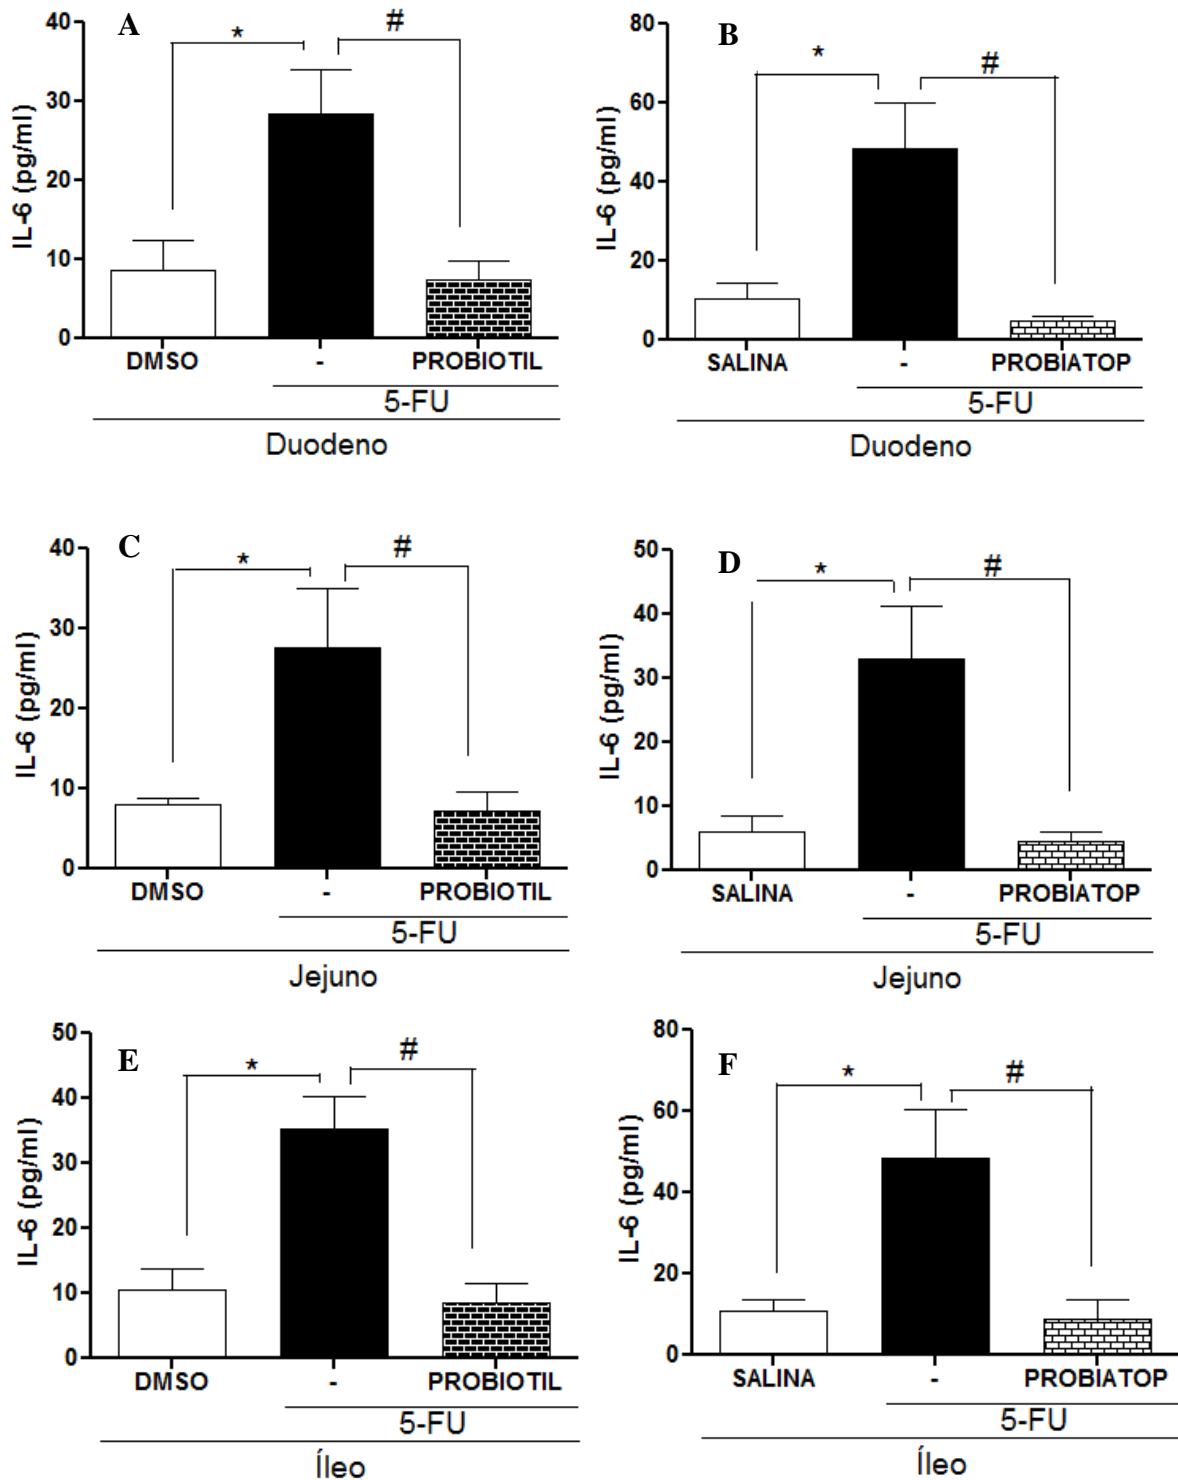 A
*
#
40
30
20
10
0
IL-6 (pg/ml)
DMSO - PROBIOTIL
5-FU
Duodeno
B
*
#
80
60
40
20
0
IL-6 (pg/ml)
SALINA - PROBIATOP
5-FU
Duodeno
C
*
#
40
30
20
10
0
IL-6 (pg/ml)
DMSO - PROBIOTIL
5-FU
Jejuno
D
*
#
50
40
30
20
10
0
IL-6 (pg/ml)
SALINA - PROBIATOP
5-FU
Jejuno
E
*
#
50
40
30
20
10
0
IL-6 (pg/ml)
DMSO - PROBIOTIL
5-FU
Íleo
F
*
#
80
60
40
20
0
IL-6 (pg/ml)
SALINA - PROBIATOP
5-FU
Íleo